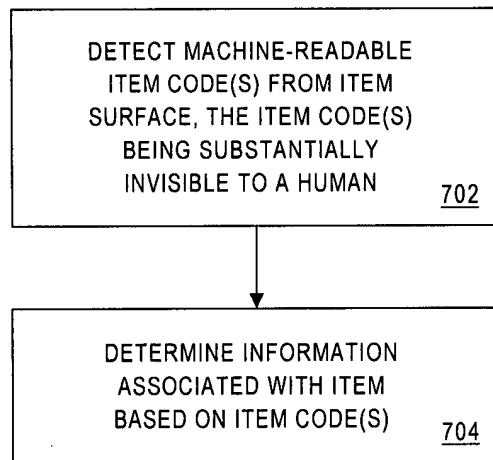 DETECT MACHINE-READABLE
ITEM CODE(S) FROM ITEM
SURFACE, THE ITEM CODE(S)
BEING SUBSTANTIALLY
INVISIBLE TO A HUMAN
702
DETERMINE INFORMATION
ASSOCIATED WITH ITEM
BASED ON ITEM CODE(S)
704